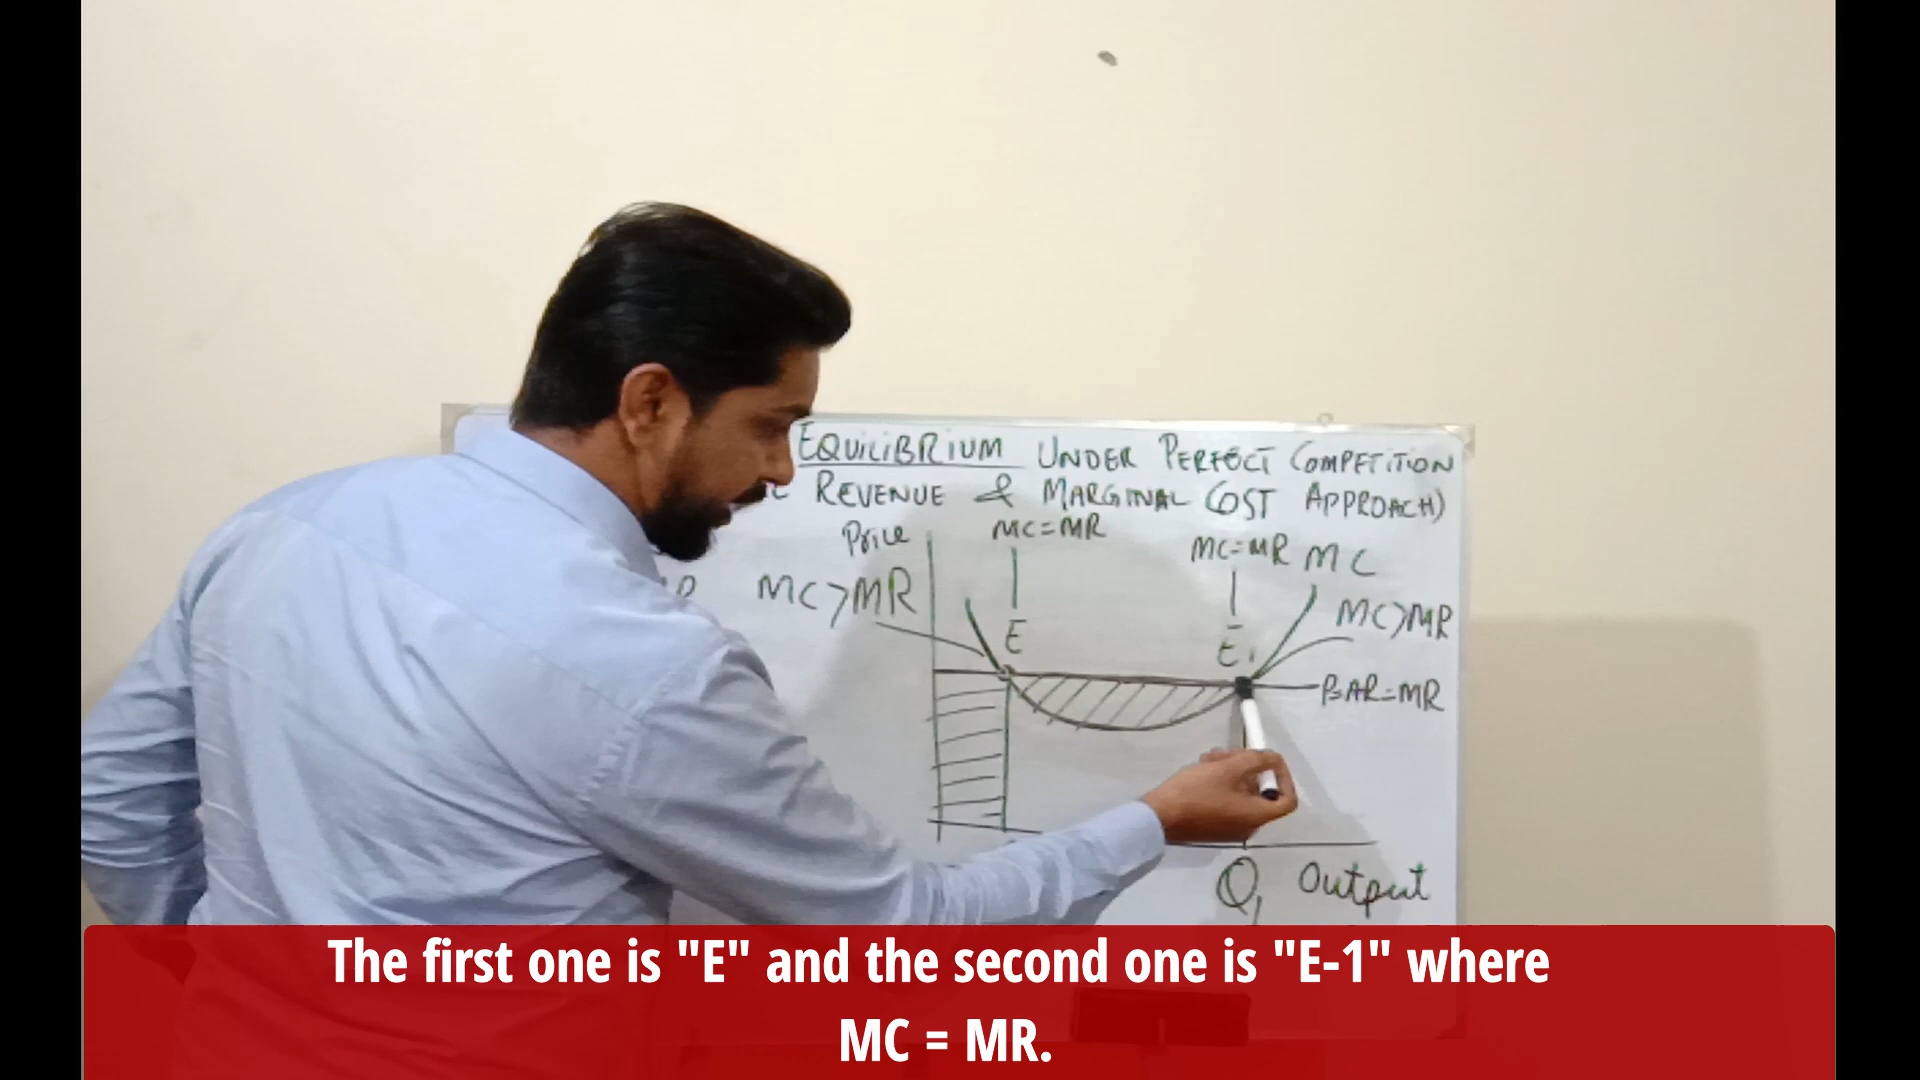 EQUILIBRIUM UNDER PERFECT COMPETITION
REVENUE & MARGINAL COST APPROACH)
Price
MC=MR
MC=MR
MC
MC>MR
MC>MR
E
E1
P=AR=MR
Q1
Output
The first one is "E" and the second one is "E-1" where
MC = MR.